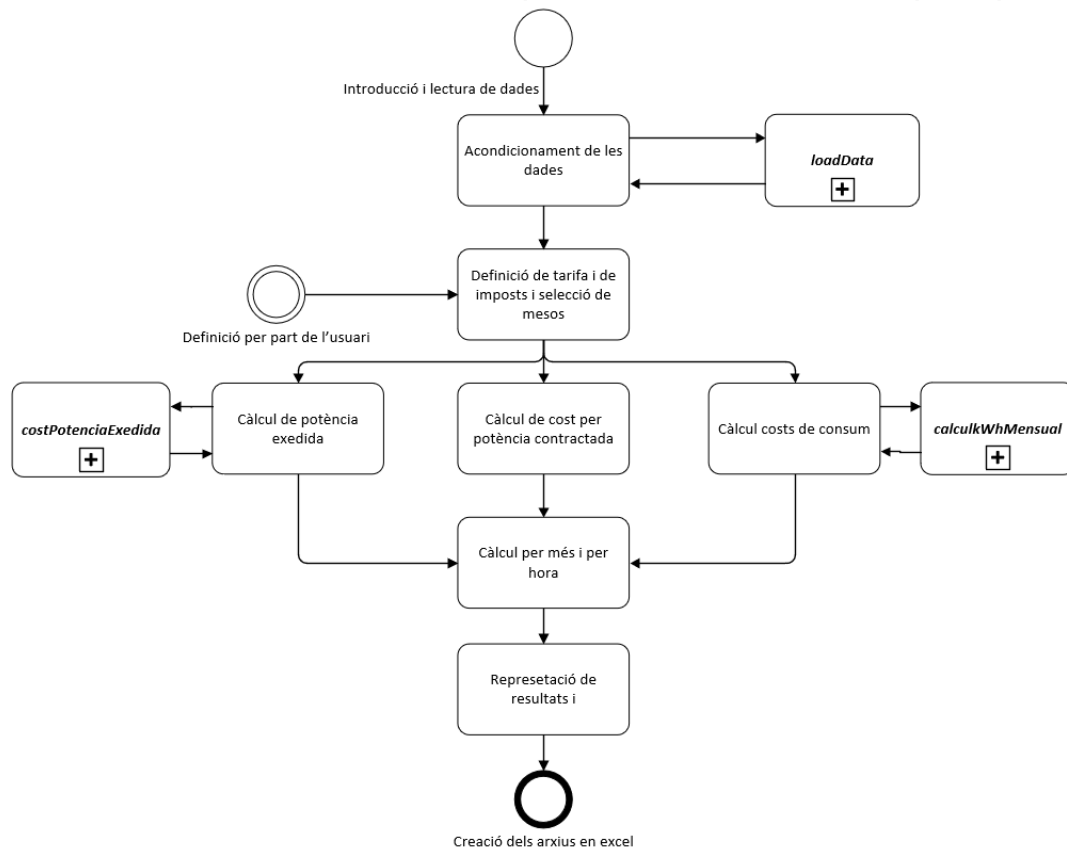 Introducció i lectura de dades
Acondicionament de les
dades
loadData
Definició de tarifa i de
imposts i selecció de
mesos
Definició per part de l’usuari
costPotenciaExedida
Càlcul de potència
exedida
Càlcul de cost per
potència contractada
Càlcul costs de consum
calculkWhMensual
Càlcul per més i per
hora
Represetació de
resultats i
Creació dels arxius en excel